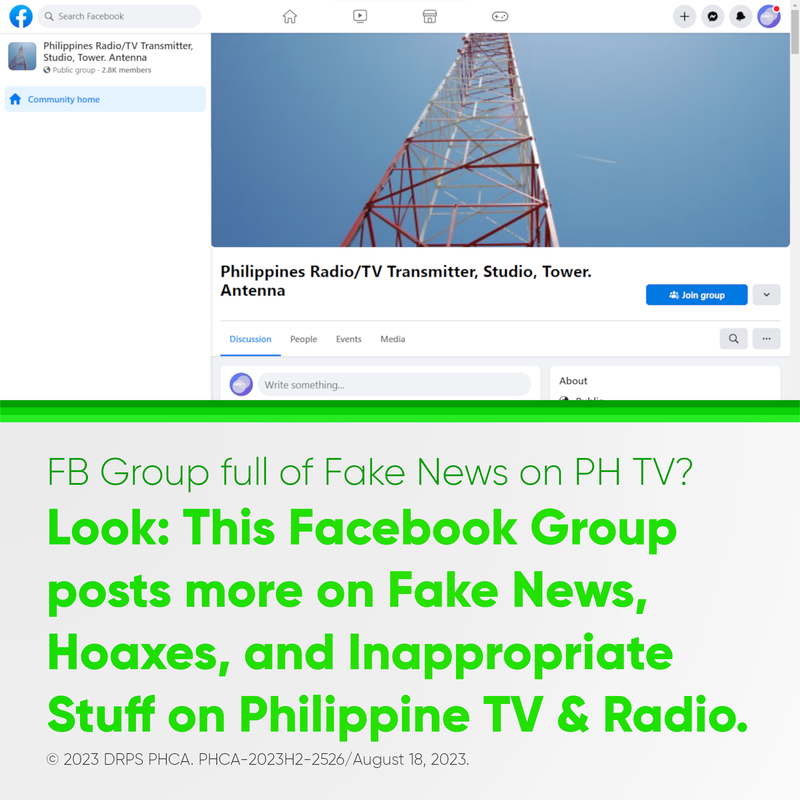 Search Facebook
Philippines Radio/TV Transmitter,
Studio, Tower. Antenna
Public group · 2.8K members
Community home
Philippines Radio/TV Transmitter, Studio, Tower.
Antenna
Join group
Discussion
People
Events
Media
Write something...
About
Public
FB Group full of Fake News on PH TV?
Look: This Facebook Group
posts more on Fake News,
Hoaxes, and Inappropriate
Stuff on Philippine TV & Radio.
© 2023 DRPS PHCA. PHCA-2023H2-2526/August 18, 2023.